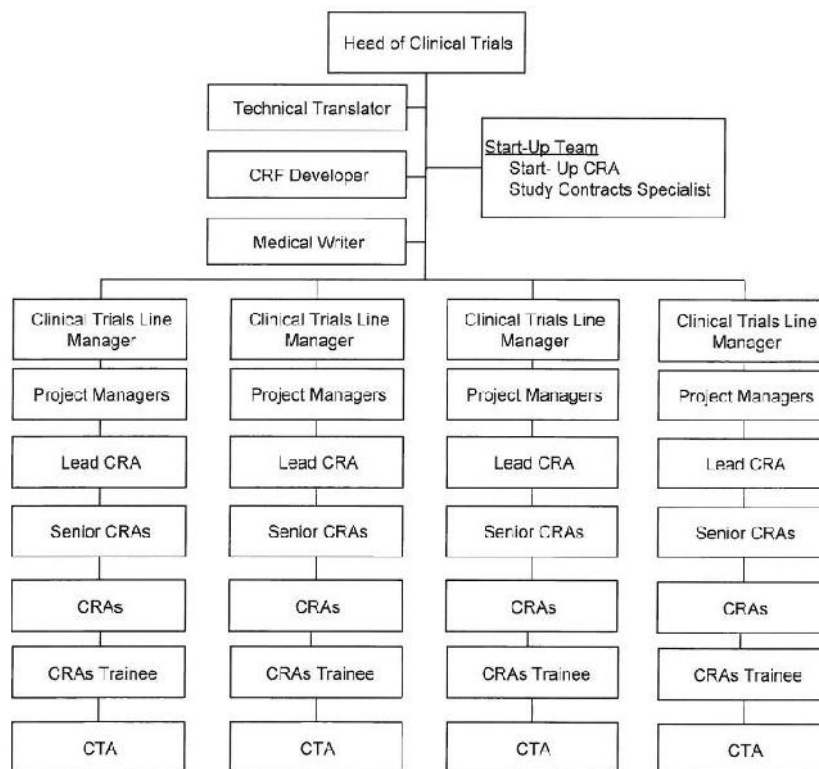 Head of Clinical Trials
Technical Translator
Start-Up Team
Start- Up CRA
Study Contracts Specialist
CRF Developer
Medical Writer
Clinical Trials Line
Manager
Clinical Trials Line
Manager
Clinical Trials Line
Manager
Clinical Trials Line
Manager
Project Managers
Project Managers
Project Managers
Project Managers
Lead CRA
Lead CRA
Lead CRA
Lead CRA
Senior CRAs
Senior CRAs
Senior CRAs
Senior CRAs
CRAs
CRAs
CRAs
CRAs
CRAs Trainee
CRAs Trainee
CRAs Trainee
CRAs Trainee
CTA
CTA
CTA
CTA